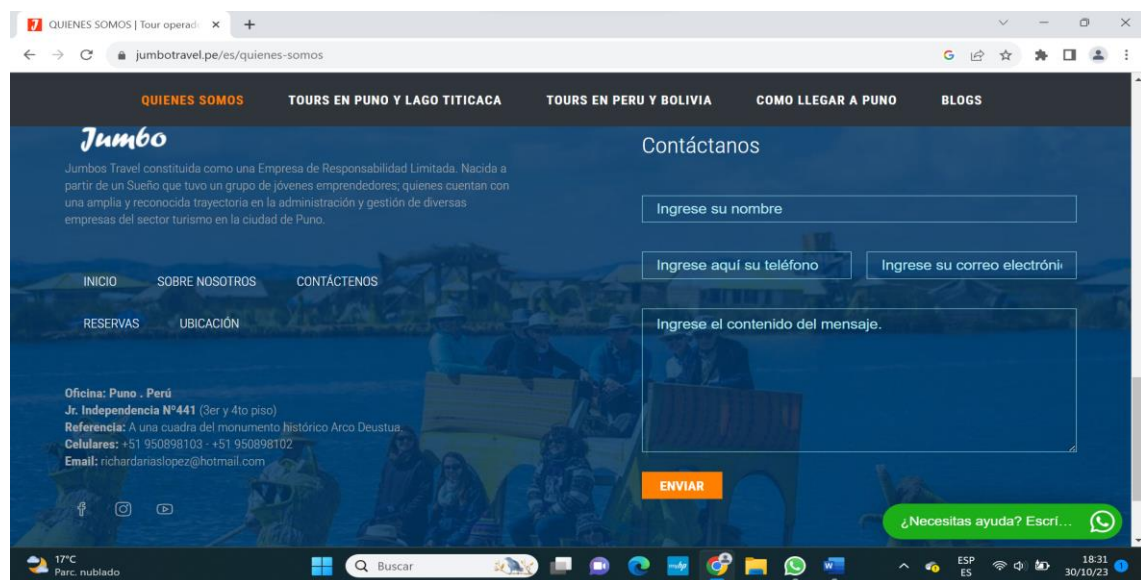 QUIENES SOMOS | Tour operad
jumbotravel.pe/es/quienes-somos
QUIENES SOMOS TOURS EN PUNO Y LAGO TITICACA TOURS EN PERU Y BOLIVIA COMO LLEGAR A PUNO BLOGS
Jumbo
Jumbos Travel constituida como una Empresa de Responsabilidad Limitada. Nacida a
partir de un Sueño que tuvo un grupo de jóvenes emprendedores; quienes cuentan con
una amplia y reconocida trayectoria en la administración y gestión de diversas
empresas del sector turismo en la ciudad de Puno.
INICIO SOBRE NOSOTROS CONTÁCTENOS
RESERVAS UBICACIÓN
Oficina: Puno . Perú
Jr. Independencia Nº441 (3er y 4to piso)
Referencia: A una cuadra del monumento histórico Arco Deustua.
Celulares: +51 950898103 - +51 950898102
Email: richardariaslopez@hotmail.com
Contáctanos
Ingrese su nombre
Ingrese aquí su teléfono Ingrese su correo electróni
Ingrese el contenido del mensaje.
ENVIAR
¿Necesitas ayuda? Escrí...
17°C
Parc. nublado
Buscar
ESP
ES
18:31
30/10/23